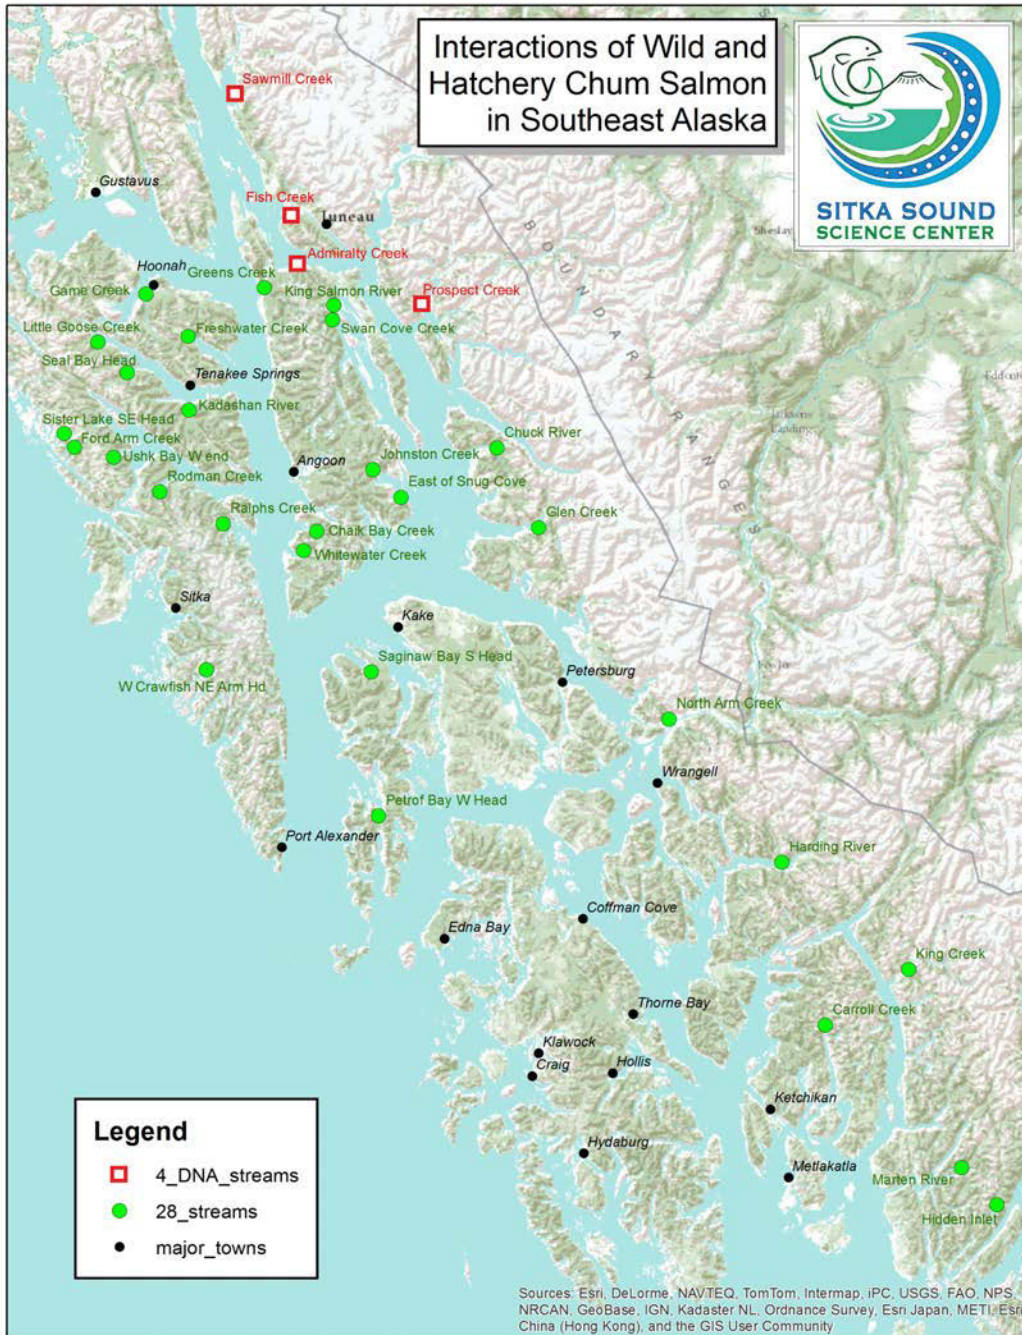 Interactions of Wild and
Hatchery Chum Salmon
in Southeast Alaska
SITKA SOUND
SCIENCE CENTER
Sawmill Creek
Gustavus
Fish Creek
Juneau
Admiralty Creek
Hoonah
Greens Creek
Game Creek
King Salmon River
Prospect Creek
Little Goose Creek
Freshwater Creek
Swan Cove Creek
Seal Bay Head
Tenakee Springs
Kadashan River
Sister Lake SE Head
Ford Arm Creek
Ushk Bay W end
Chuck River
Johnston Creek
Angoon
Rodman Creek
East of Snug Cove
Ralphs Creek
Glen Creek
Chaik Bay Creek
Whitewater Creek
Sitka
Kake
Saginaw Bay S Head
Petersburg
W Crawfish NE Arm Hd
North Arm Creek
Wrangell
Petrof Bay W Head
Port Alexander
Harding River
Coffman Cove
Edna Bay
King Creek
Thorne Bay
Carroll Creek
Klawock
Craig
Hollis
Ketchikan
Hydaburg
Metlakatla
Marten River
Hidden Inlet
BOUNDARY RANGES
Legend
4_DNA_streams
28_streams
major_towns
Sources: Esri, DeLorme, NAVTEQ, TomTom, Intermap, iPC, USGS, FAO, NPS,
NRCAN, GeoBase, IGN, Kadaster NL, Ordnance Survey, Esri Japan, METI, Esri
China (Hong Kong), and the GIS User Community